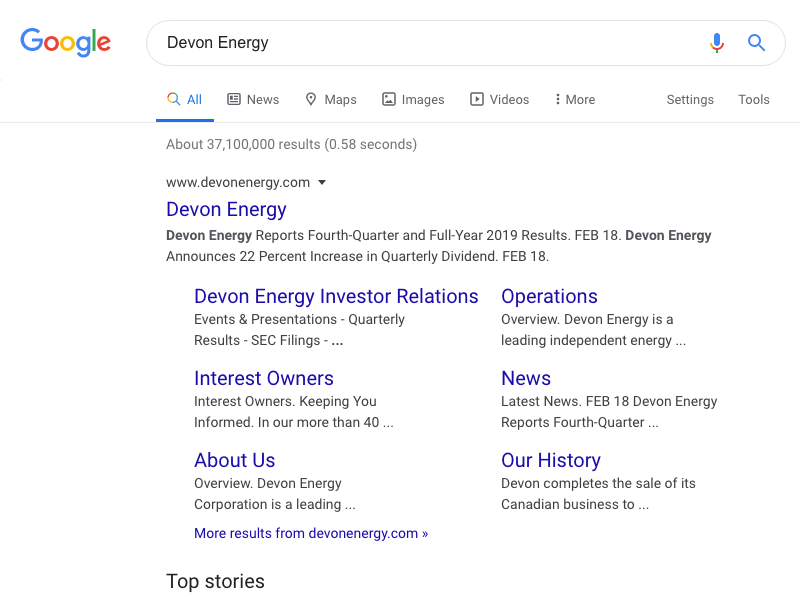 Google
Devon Energy
All News Maps Images Videos More Settings Tools
About 37,100,000 results (0.58 seconds)
www.devonenergy.com
Devon Energy
Devon Energy Reports Fourth-Quarter and Full-Year 2019 Results. FEB 18. Devon Energy
Announces 22 Percent Increase in Quarterly Dividend. FEB 18.
Devon Energy Investor Relations
Events & Presentations - Quarterly
Results - SEC Filings - ...
Operations
Overview. Devon Energy is a
leading independent energy ...
Interest Owners
Interest Owners. Keeping You
Informed. In our more than 40 ...
News
Latest News. FEB 18 Devon Energy
Reports Fourth-Quarter ...
About Us
Overview. Devon Energy
Corporation is a leading ...
Our History
Devon completes the sale of its
Canadian business to ...
More results from devonenergy.com »
Top stories